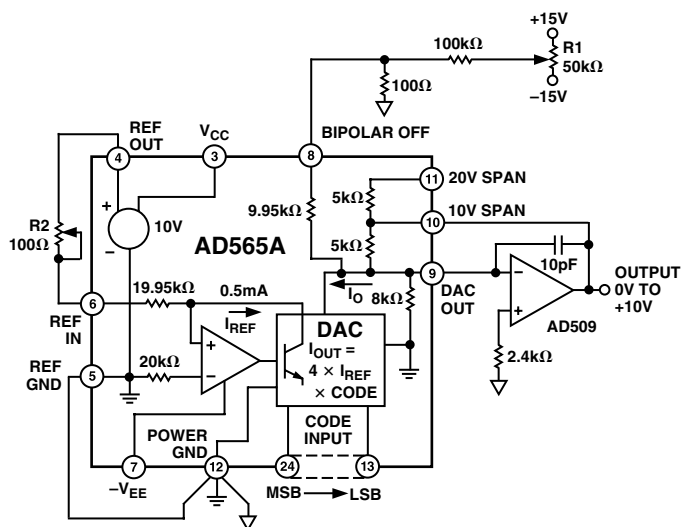 +15V
100kΩ
R1
50kΩ
100Ω
–15V
REF
OUT
VCC
BIPOLAR OFF
4
3
8
11
20V SPAN
5kΩ
9.95kΩ
R2
100Ω
+
10V
–
AD565A
10
10V SPAN
5kΩ
10pF
9
DAC
OUT
IO
8kΩ
–
+
AD509
OUTPUT
0V TO
+10V
19.95kΩ
0.5mA
6
REF
IN
IREF
+
–
DAC
IOUT =
4 × IREF
× CODE
2.4kΩ
REF
GND
5
20kΩ
POWER
GND
CODE
INPUT
7
12
24
13
–VEE
MSB
LSB